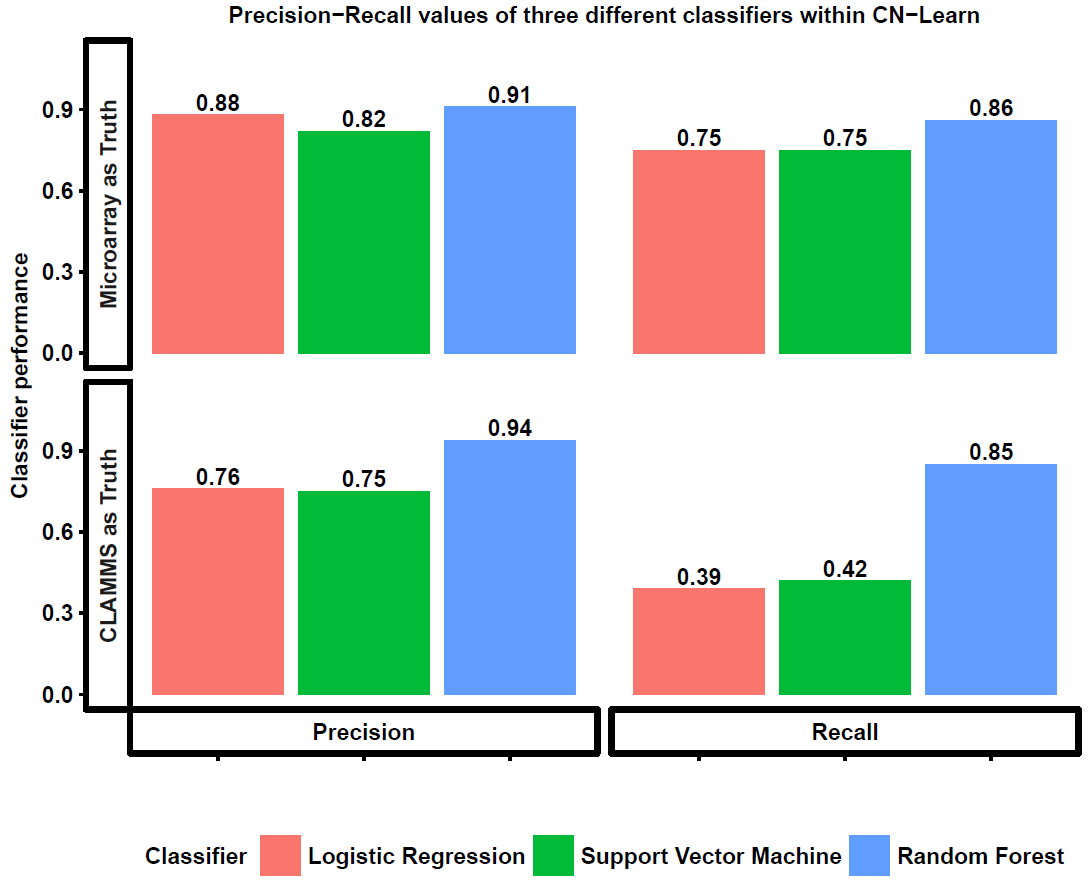 Precision−Recall values of three different classifiers within CN−Learn
Classifier performance
Microarray as Truth
0.9
0.6
0.3
0.0
0.88
0.82
0.91
0.75
0.75
0.86
CLAMMS as Truth
0.9
0.6
0.3
0.0
0.76
0.75
0.94
0.39
0.42
0.85
Precision
Recall
Classifier Logistic Regression Support Vector Machine Random Forest